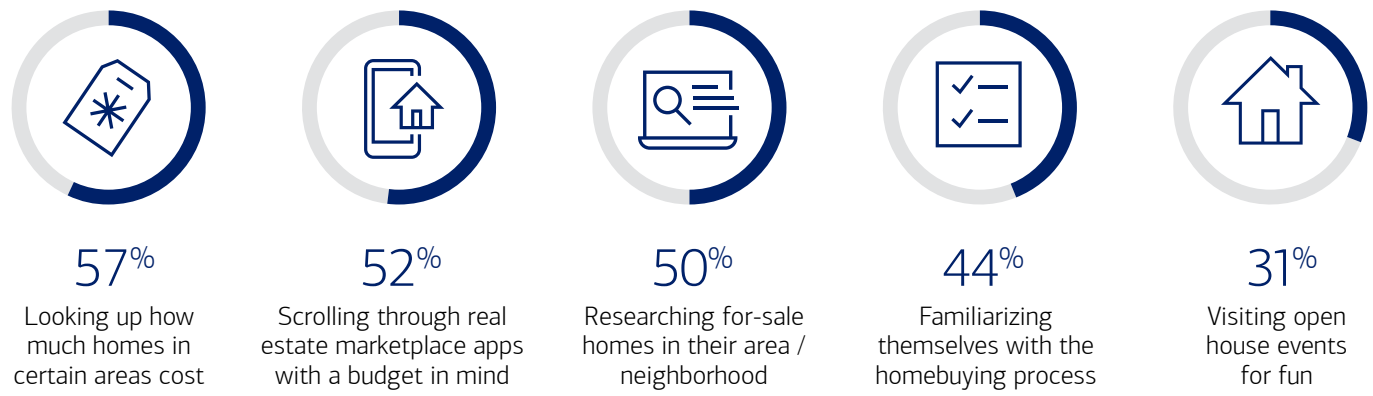 57%
Looking up how
much homes in
certain areas cost
52%
Scrolling through real
estate marketplace apps
with a budget in mind
50%
Researching for-sale
homes in their area /
neighborhood
44%
Familiarizing
themselves with the
homebuying process
31%
Visiting open
house events
for fun